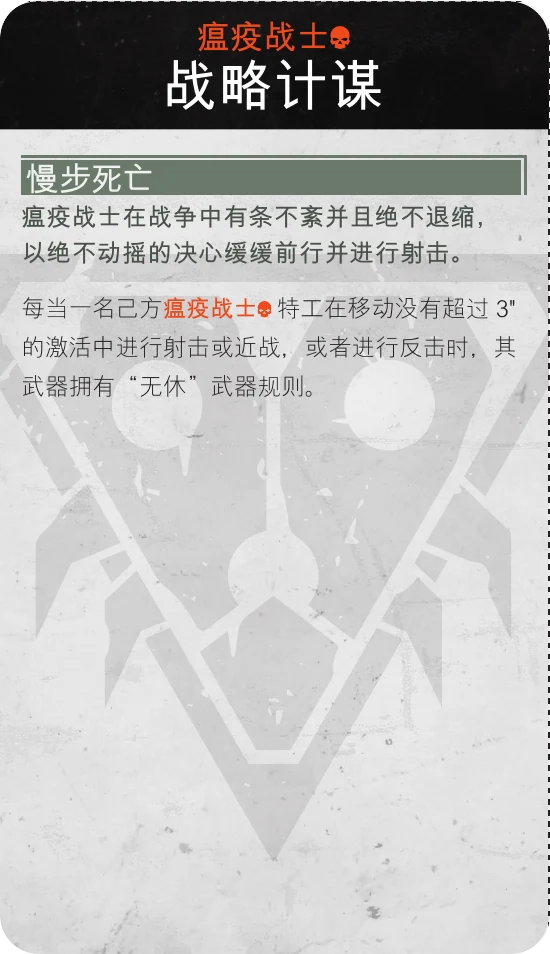 瘟疫战士
战略计谋
慢步死亡
瘟疫战士在战争中有条不紊并且绝不退缩，
以绝不动摇的决心缓缓前行并进行射击。
每当一名己方瘟疫战士 特工在移动没有超过 3"
的激活中进行射击或近战，或者进行反击时，其
武器拥有“无休”武器规则。